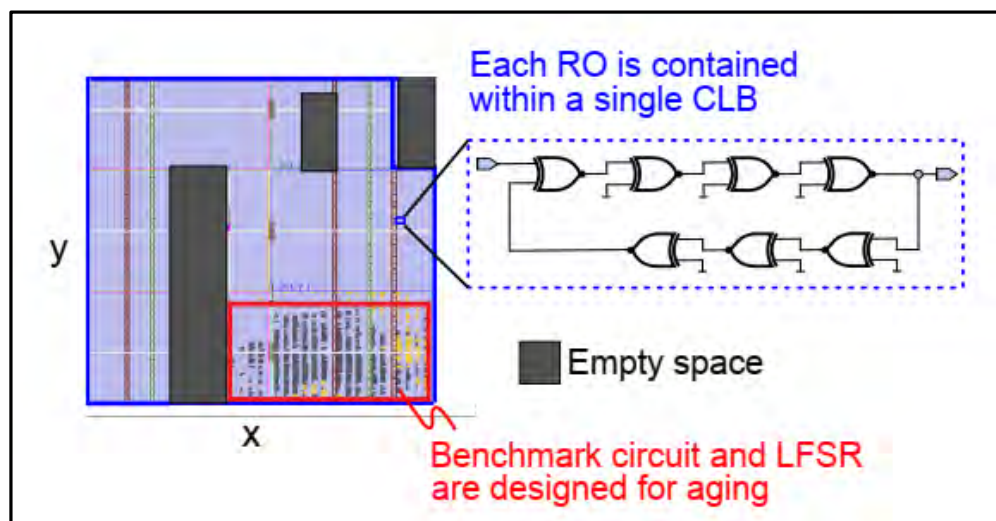 Each RO is contained
within a single CLB
y
Empty space
x
Benchmark circuit and LFSR
are designed for aging